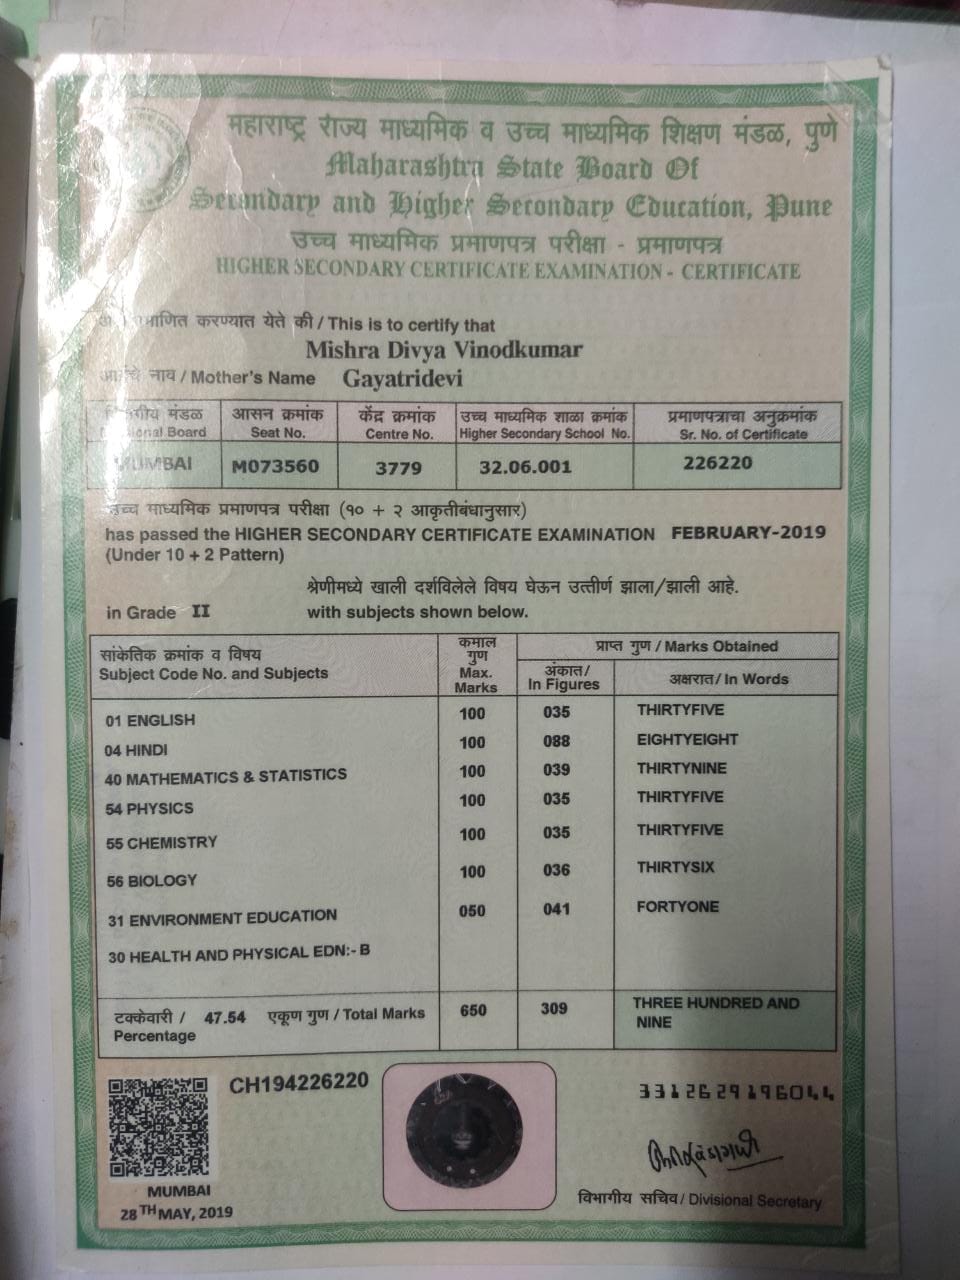 महाराष्ट्र राज्य माध्यमिक व उच्च माध्यमिक शिक्षण मंडळ, पुणे
Maharashtra State Board Of
Secondary and Higher Secondary Education, Pune
उच्च माध्यमिक प्रमाणपत्र परीक्षा - प्रमाणपत्र
HIGHER SECONDARY CERTIFICATE EXAMINATION - CERTIFICATE
करण्यात येते की / This is to certify that
Mishra Divya Vinodkumar
नाव / Mother's Name Gayatridevi
मंडळ आसन क्रमांक केंद्र क्रमांक उच्च माध्यमिक शाळा क्रमांक प्रमाणपत्राचा अनुक्रमांक
Board Seat No. Centre No. Higher Secondary School No. Sr. No. of Certificate
MUMBAI M073560 3779 32.06.001 226220
उच्च माध्यमिक प्रमाणपत्र परीक्षा (१० + २ आकृतीबंधानुसार)
has passed the HIGHER SECONDARY CERTIFICATE EXAMINATION FEBRUARY-2019
(Under 10 + 2 Pattern)
श्रेणीमध्ये खाली दर्शविलेले विषय घेऊन उत्तीर्ण झाला/झाली आहे.
in Grade II with subjects shown below.
सांकेतिक क्रमांक व विषय
Subject Code No. and Subjects
कमाल
गुण
Max.
Marks
प्राप्त गुण / Marks Obtained
अंकात/
In Figures
अक्षरात/ In Words
01 ENGLISH 100 035 THIRTYFIVE
04 HINDI 100 088 EIGHTYEIGHT
40 MATHEMATICS & STATISTICS 100 039 THIRTYNINE
54 PHYSICS 100 035 THIRTYFIVE
55 CHEMISTRY 100 035 THIRTYFIVE
56 BIOLOGY 100 036 THIRTYSIX
31 ENVIRONMENT EDUCATION 050 041 FORTYONE
30 HEALTH AND PHYSICAL EDN:- B
टक्केवारी / 47.54 एकूण गुण / Total Marks 650 309 THREE HUNDRED AND
Percentage NINE
CH194226220
3312629196044
MUMBAI
28TH MAY, 2019
विभागीय सचिव/ Divisional Secretary